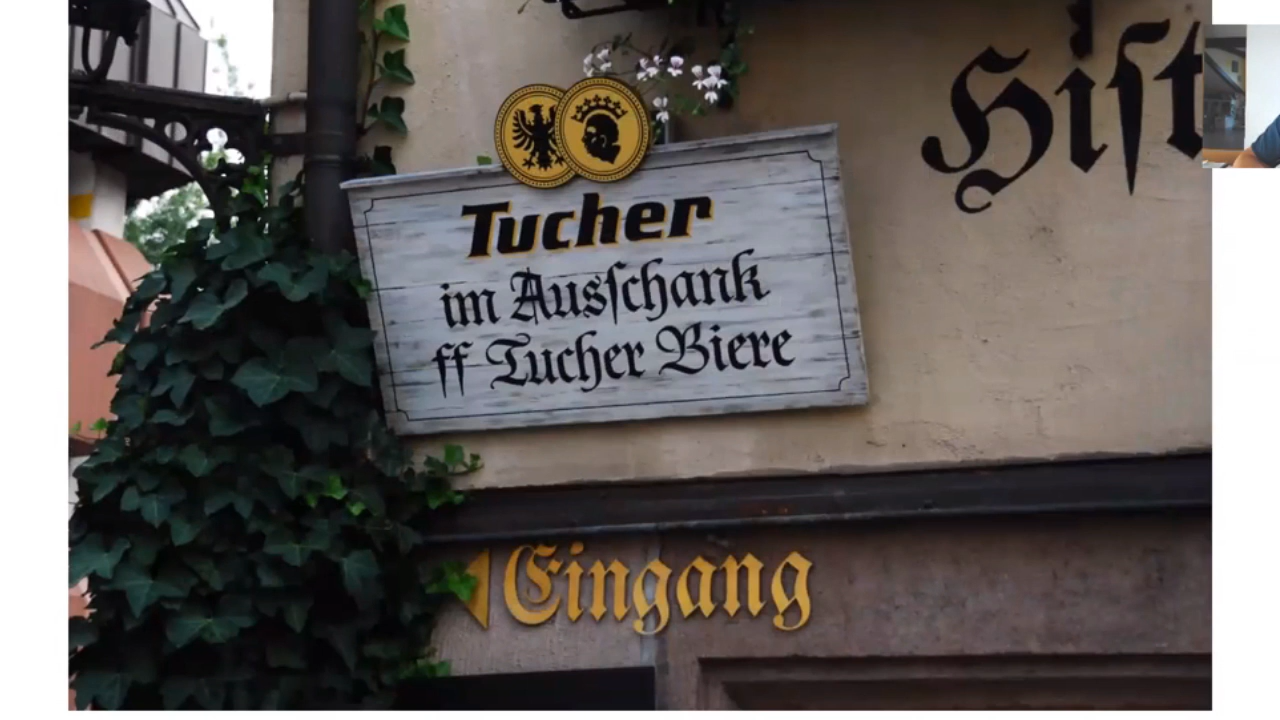 Hiſt
Tucher
im Ausſchank
ff Tucher Biere
Eingang